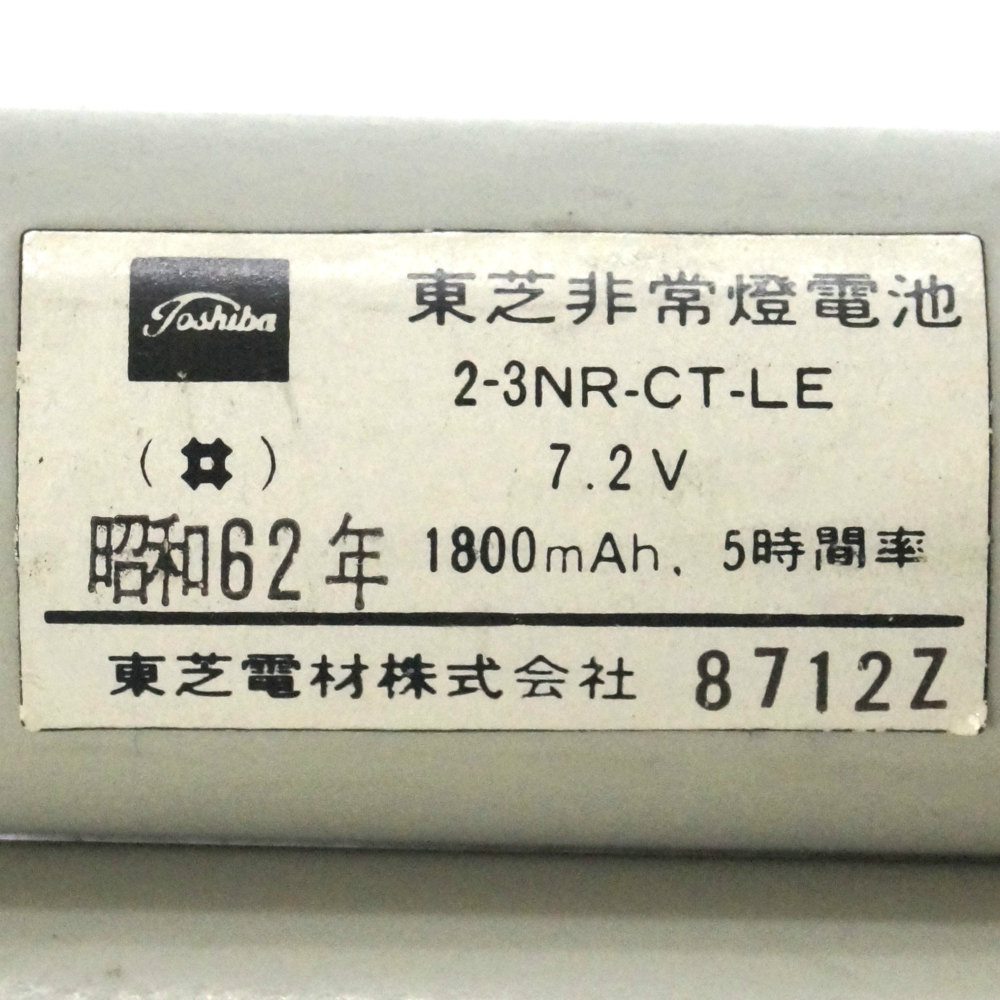 Toshiba
東芝非常燈電池
2-3NR-CT-LE
7.2V
昭和62年
1800mAh. 5時間率
東芝電材株式会社 8712Z